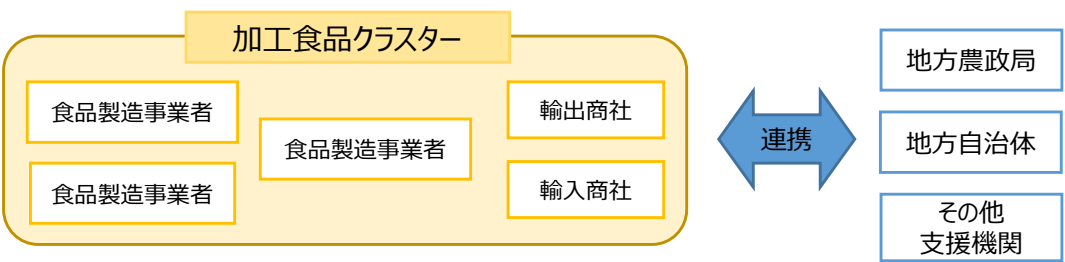 加工食品クラスター
食品製造事業者
食品製造事業者
食品製造事業者
輸出商社
輸入商社
連携
地方農政局
地方自治体
その他
支援機関